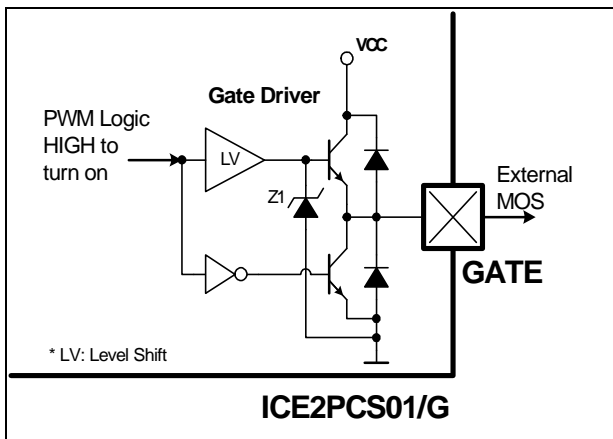 VCC
Gate Driver
PWM Logic
HIGH to
turn on
LV
Z1
External
MOS
GATE
* LV: Level Shift
ICE2PCS01/G